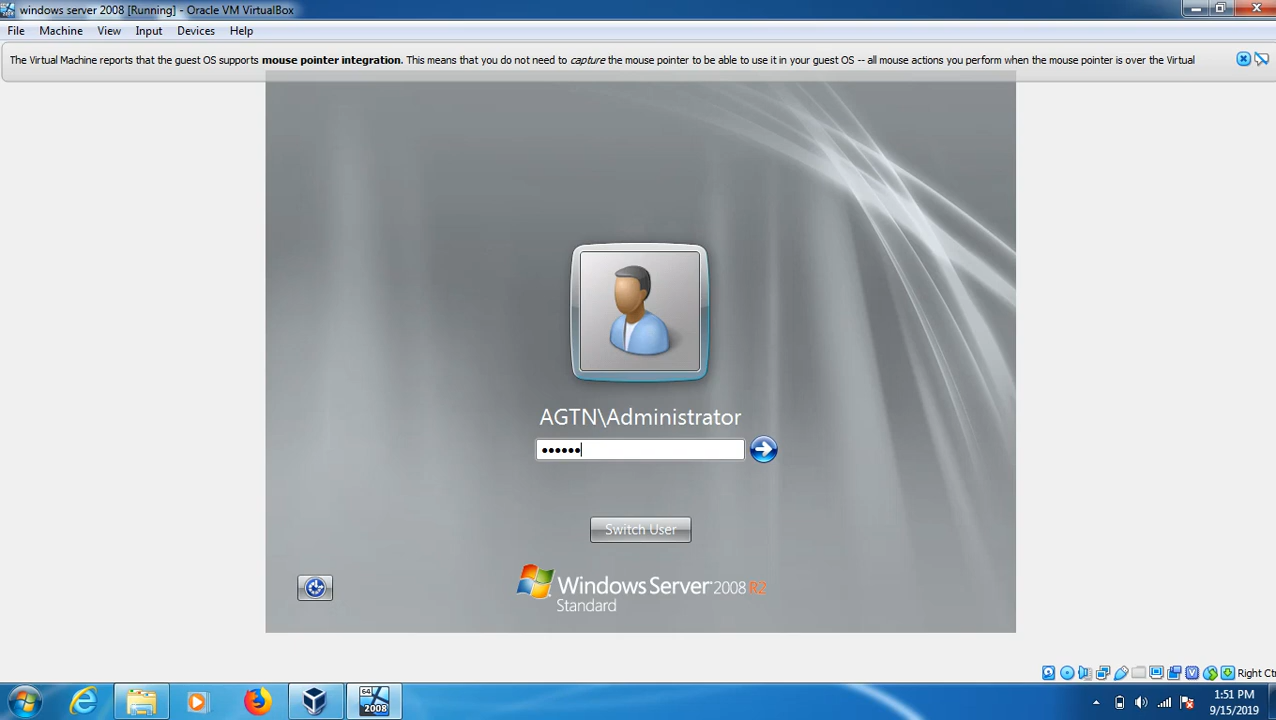 windows server 2008 [Running] - Oracle VM VirtualBox
File Machine View Input Devices Help
The Virtual Machine reports that the guest OS supports mouse pointer integration. This means that you do not need to capture the mouse pointer to be able to use it in your guest OS -- all mouse actions you perform when the mouse pointer is over the Virtual
AGTN\Administrator
••••••
Switch User
Windows Server 2008 R2
Standard
Right Ct
64
2008
1:51 PM
9/15/2019